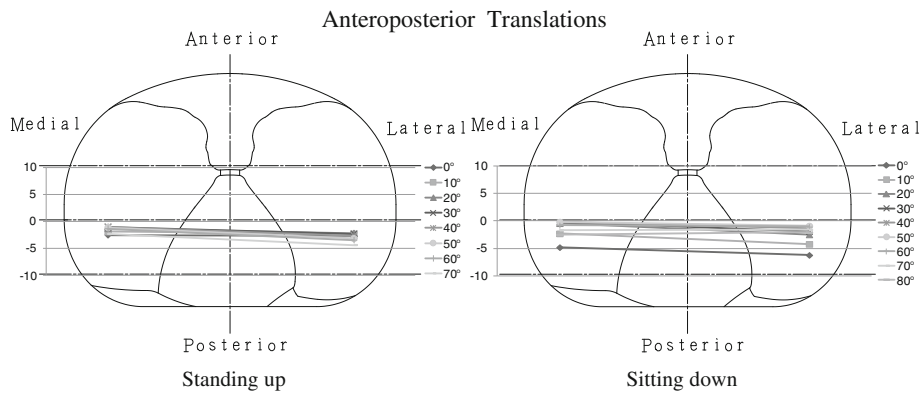 Anteroposterior Translations
Anterior
Medial
Lateral
10
5
0
-5
-10
0°
10°
20°
30°
40°
50°
60°
70°
Posterior
Standing up
Anterior
Medial
Lateral
10
5
0
-5
-10
0°
10°
20°
30°
40°
50°
60°
70°
80°
Posterior
Sitting down